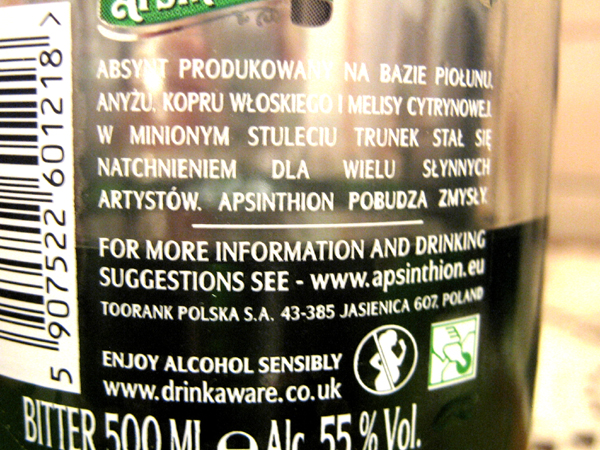 ABSYNT PRODUKOWANY NA BAZIE PIOŁUNU,
ANYŻU, KOPRU WŁOSKIEGO I MELISY CYTRYNOWEJ.
W MINIONYM STULECIU TRUNEK STAŁ SIĘ
NATCHNIENIEM DLA WIELU SŁYNNYCH
ARTYSTÓW. APSINTHION POBUDZA ZMYSŁY.
FOR MORE INFORMATION AND DRINKING
SUGGESTIONS SEE - www.apsinthion.eu
TOORANK POLSKA S.A. 43-385 JASIENICA 607, POLAND
ENJOY ALCOHOL SENSIBLY
www.drinkaware.co.uk
BITTER 500 ML ℮ Alc. 55 % Vol.
5 907522 601218 >